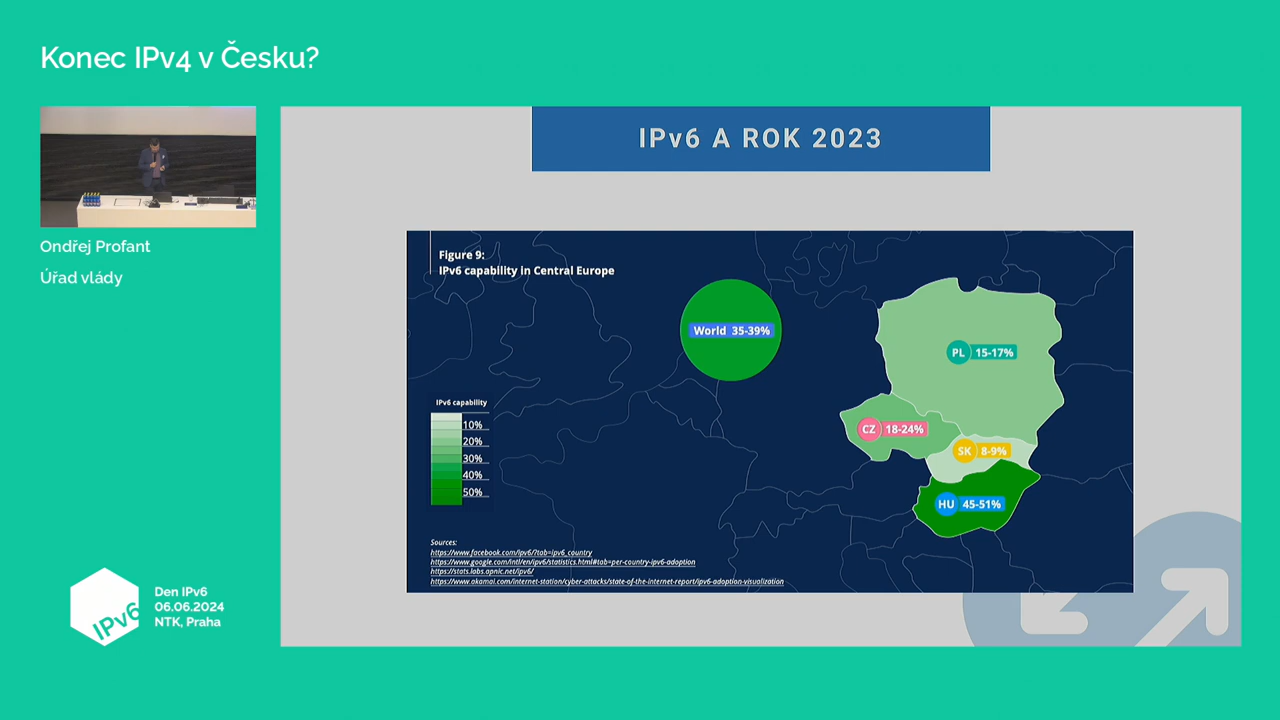 Konec IPv4 v Česku?
IPv6 A ROK 2023
Ondřej Profant
Úřad vlády
Figure 9:
IPv6 capability in Central Europe
World 35-39%
PL 15-17%
CZ 18-24%
SK 8-9%
HU 45-51%
IPv6 capability
10%
20%
30%
40%
50%
Sources:
https://www.facebook.com/ipv6/?tab=ipv6_country
https://www.google.com/intl/en/ipv6/statistics.html#tab=per-country-ipv6-adoption
https://stats.labs.apnic.net/ipv6/
https://www.akamai.com/internet-station/cyber-attacks/state-of-the-internet-report/ipv6-adoption-visualization
IPv6
Den IPv6
06.06.2024
NTK, Praha